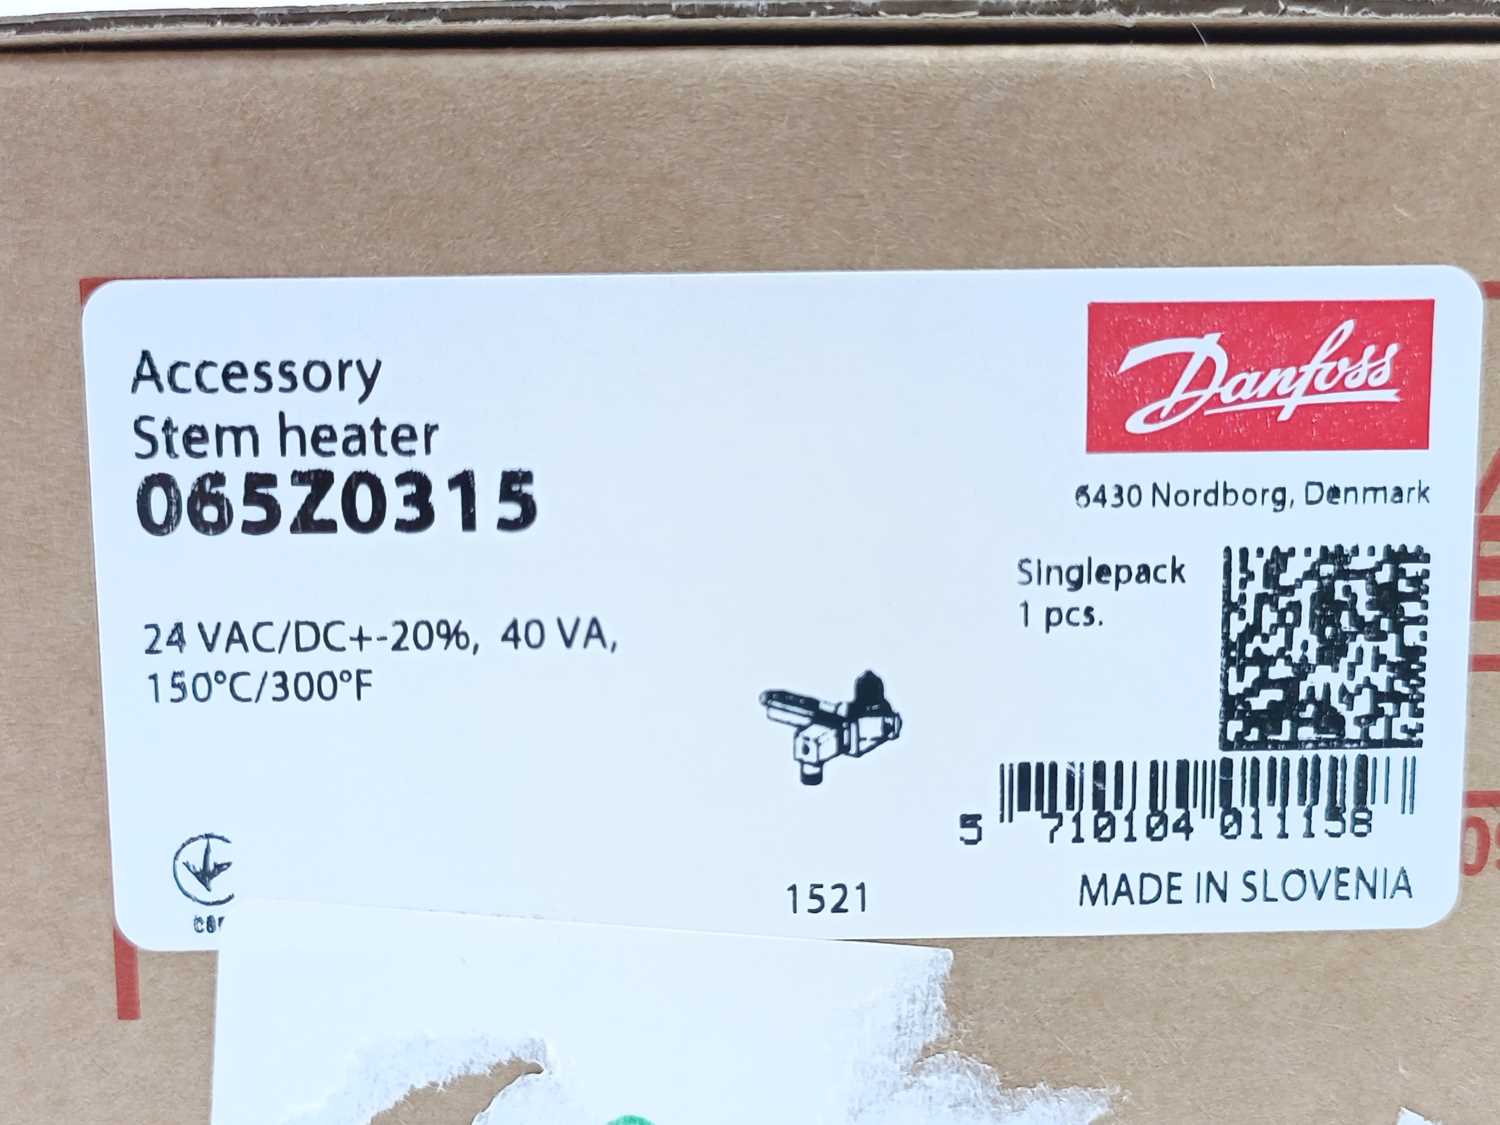 Accessory
Stem heater
065Z0315
24 VAC/DC+-20%, 40 VA,
150°C/300°F
Danfoss
6430 Nordborg, Denmark
Singlepack
1 pcs.
5 710104 011158
1521
MADE IN SLOVENIA